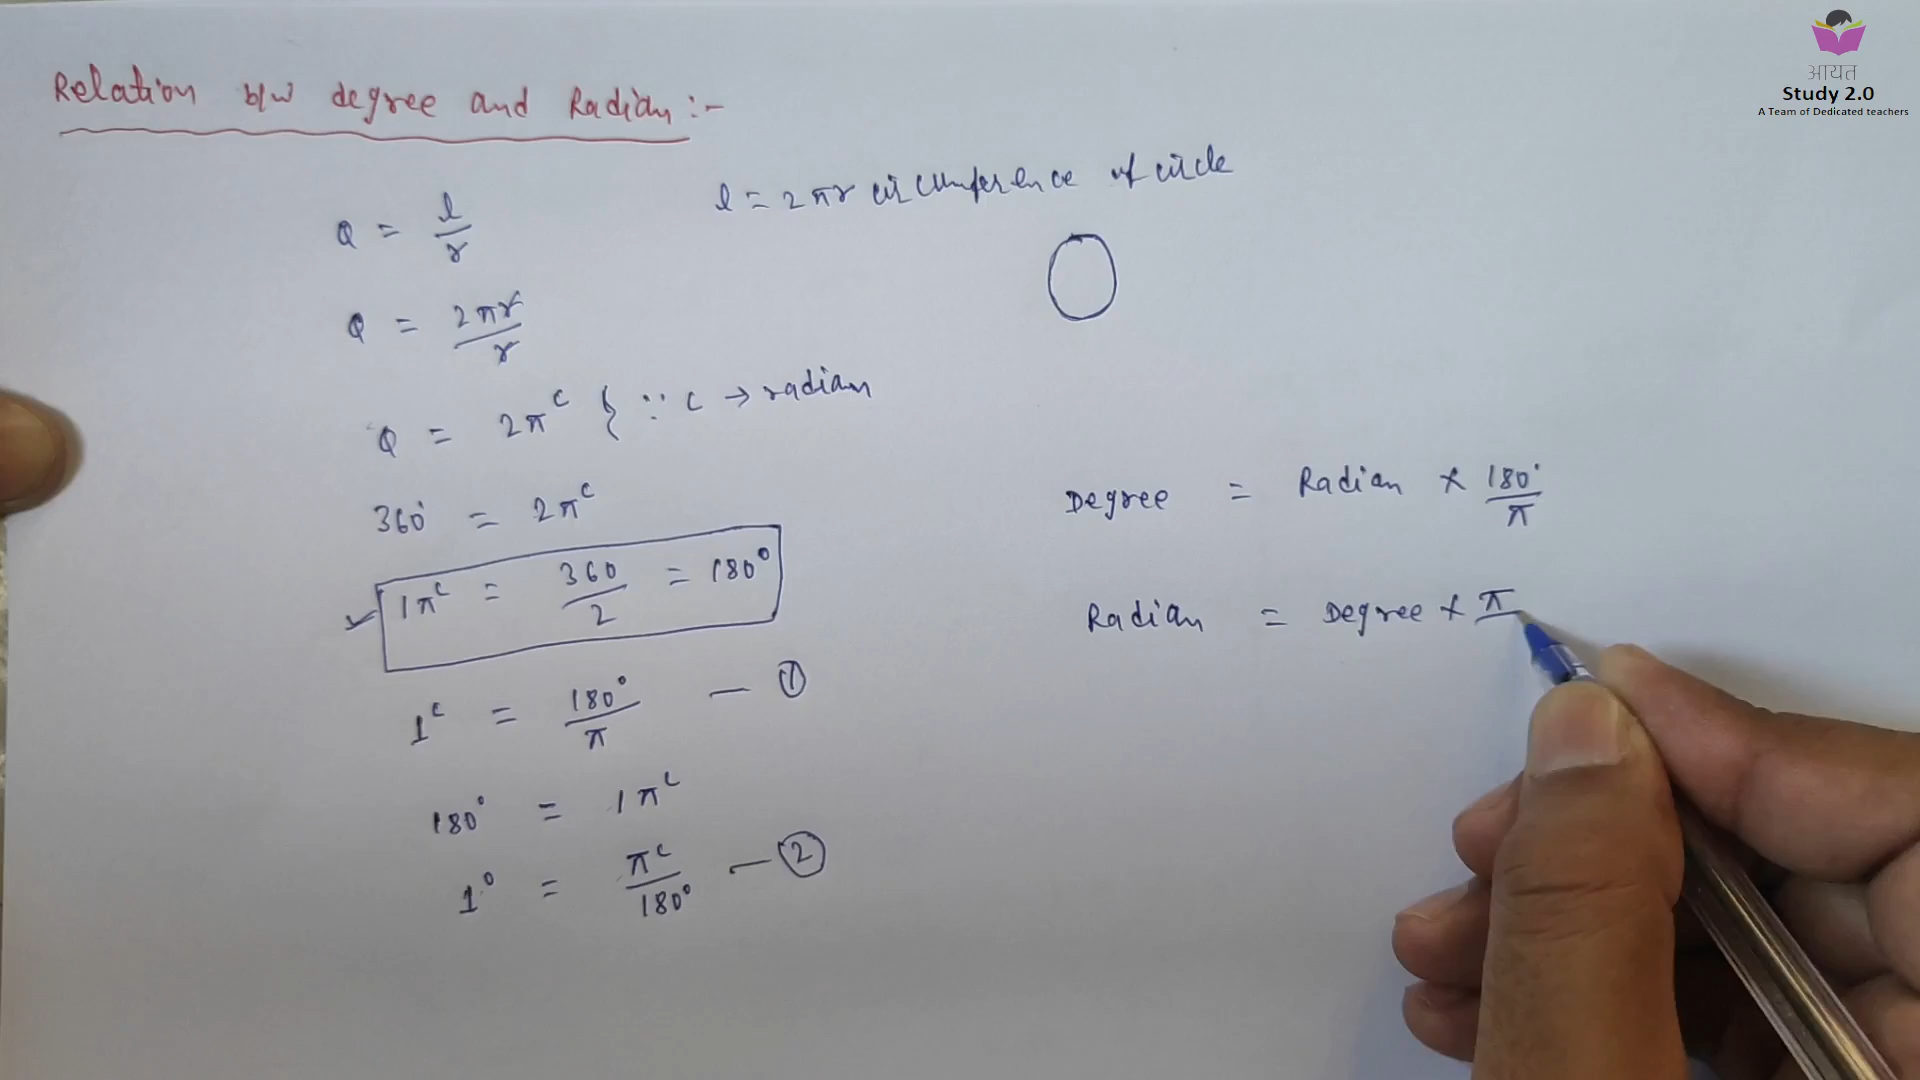 Relation b/w degree and Radian :-
आयत
Study 2.0
A Team of Dedicated teachers
θ = l/r
l = 2πr circumference of circle
θ = 2πr/r
θ = 2π^c { ∵ c → radian
360° = 2π^c
1π^c = 360/2 = 180°
1^c = 180°/π — ①
180° = 1π^c
1° = π^c/180° — ②
Degree = Radian × 180°/π
Radian = Degree × π